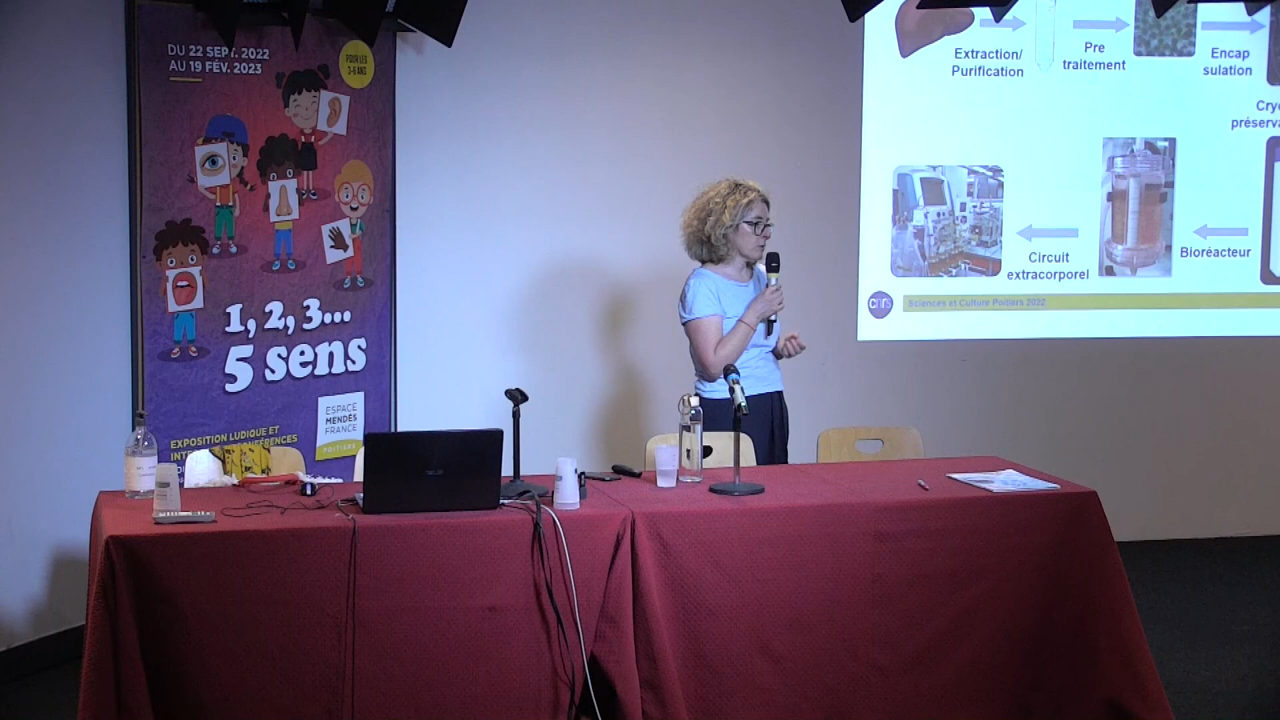 DU 22 SEPT. 2022
AU 19 FÉV. 2023
POUR LES
3-6 ANS
1, 2, 3...
5 sens
ESPACE
MENDÈS
FRANCE
POITIERS
EXPOSITION LUDIQUE ET
Extraction/
Purification
Pre
traitement
Encap
sulation
Circuit
extracorporel
Bioréacteur
cnrs
Sciences et Culture Poitiers 2022